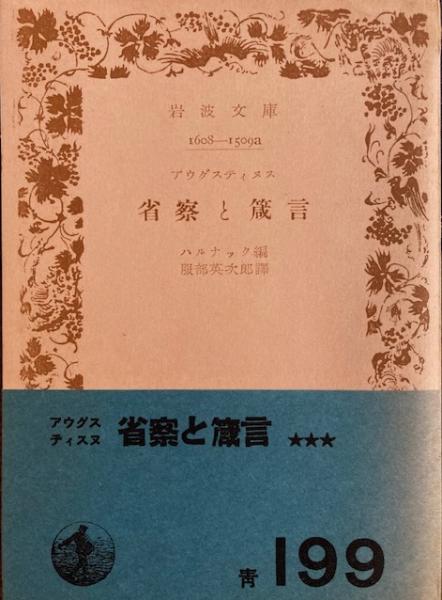 岩波文庫
1608—1509a
アウグスティヌス
省察と箴言
ハルナック編
服部英次郎譯
アウグス
ティヌス
省察と箴言 ★★★
青 199